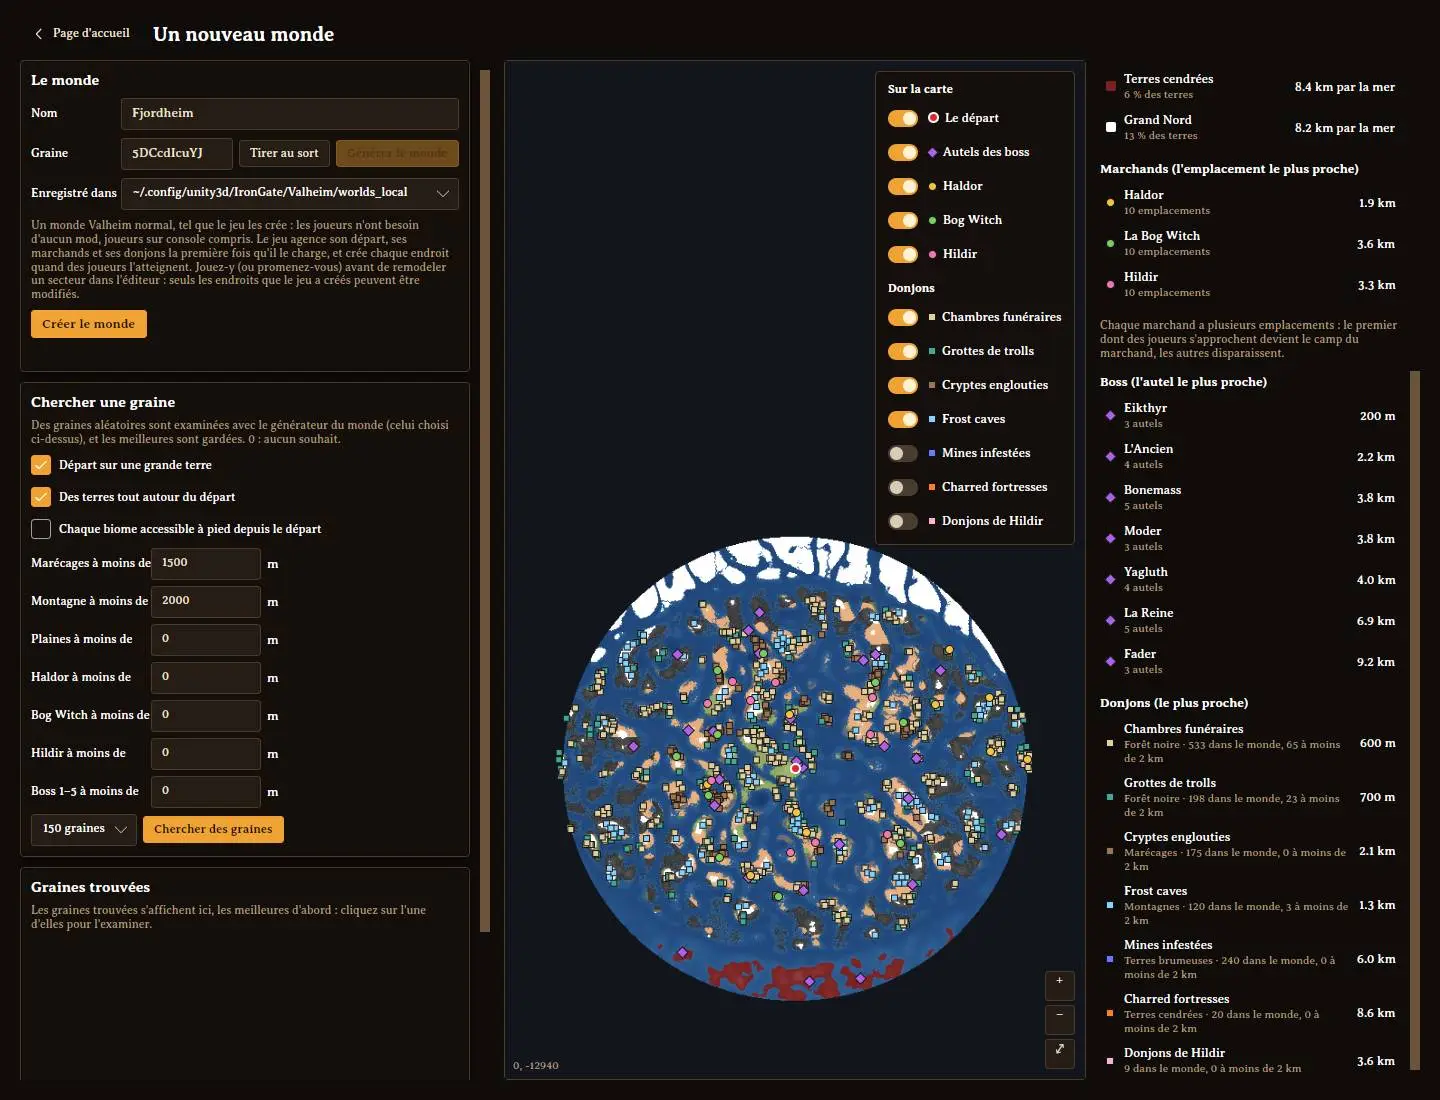 Page d'accueil
Un nouveau monde
Le monde
Nom
Fjordheim
Graine
5DCcdIcuYJ
Tirer au sort
Générer le monde
Enregistré dans
~/.config/unity3d/IronGate/Valheim/worlds_local
Un monde Valheim normal, tel que le jeu les crée : les joueurs n'ont besoin
d'aucun mod, joueurs sur console compris. Le jeu agence son départ, ses
marchands et ses donjons la première fois qu'il le charge, et crée chaque endroit
quand des joueurs l'atteignent. Jouez-y (ou promenez-vous) avant de remodeler
un secteur dans l'éditeur : seuls les endroits que le jeu a créés peuvent être
modifiés.
Créer le monde
Chercher une graine
Des graines aléatoires sont examinées avec le générateur du monde (celui choisi
ci-dessus), et les meilleures sont gardées. 0 : aucun souhait.
Départ sur une grande terre
Des terres tout autour du départ
Chaque biome accessible à pied depuis le départ
Marécages à moins de 1500 m
Montagne à moins de 2000 m
Plaines à moins de 0 m
Haldor à moins de 0 m
Bog Witch à moins de 0 m
Hildir à moins de 0 m
Boss 1–5 à moins de 0 m
150 graines
Chercher des graines
Graines trouvées
Les graines trouvées s'affichent ici, les meilleures d'abord : cliquez sur l'une
d'elles pour l'examiner.
Sur la carte
Le départ
Autels des boss
Haldor
Bog Witch
Hildir
Donjons
Chambres funéraires
Grottes de trolls
Cryptes englouties
Frost caves
Mines infestées
Charred fortresses
Donjons de Hildir
+
−
0, -12940
Terres cendrées
6 % des terres
8.4 km par la mer
Grand Nord
13 % des terres
8.2 km par la mer
Marchands (l'emplacement le plus proche)
Haldor
10 emplacements
1.9 km
La Bog Witch
10 emplacements
3.6 km
Hildir
10 emplacements
3.3 km
Chaque marchand a plusieurs emplacements : le premier
dont des joueurs s'approchent devient le camp du
marchand, les autres disparaissent.
Boss (l'autel le plus proche)
Eikthyr
3 autels
200 m
L'Ancien
4 autels
2.2 km
Bonemass
5 autels
3.8 km
Moder
3 autels
3.8 km
Yagluth
4 autels
4.0 km
La Reine
5 autels
6.9 km
Fader
3 autels
9.2 km
Donjons (le plus proche)
Chambres funéraires
Forêt noire · 533 dans le monde, 65 à moins
de 2 km
600 m
Grottes de trolls
Forêt noire · 198 dans le monde, 23 à moins
de 2 km
700 m
Cryptes englouties
Marécages · 175 dans le monde, 0 à moins de
2 km
2.1 km
Frost caves
Montagnes · 120 dans le monde, 3 à moins de
2 km
1.3 km
Mines infestées
Terres brumeuses · 240 dans le monde, 0 à
moins de 2 km
6.0 km
Charred fortresses
Terres cendrées · 20 dans le monde, 0 à
moins de 2 km
8.6 km
Donjons de Hildir
9 dans le monde, 0 à moins de 2 km
3.6 km